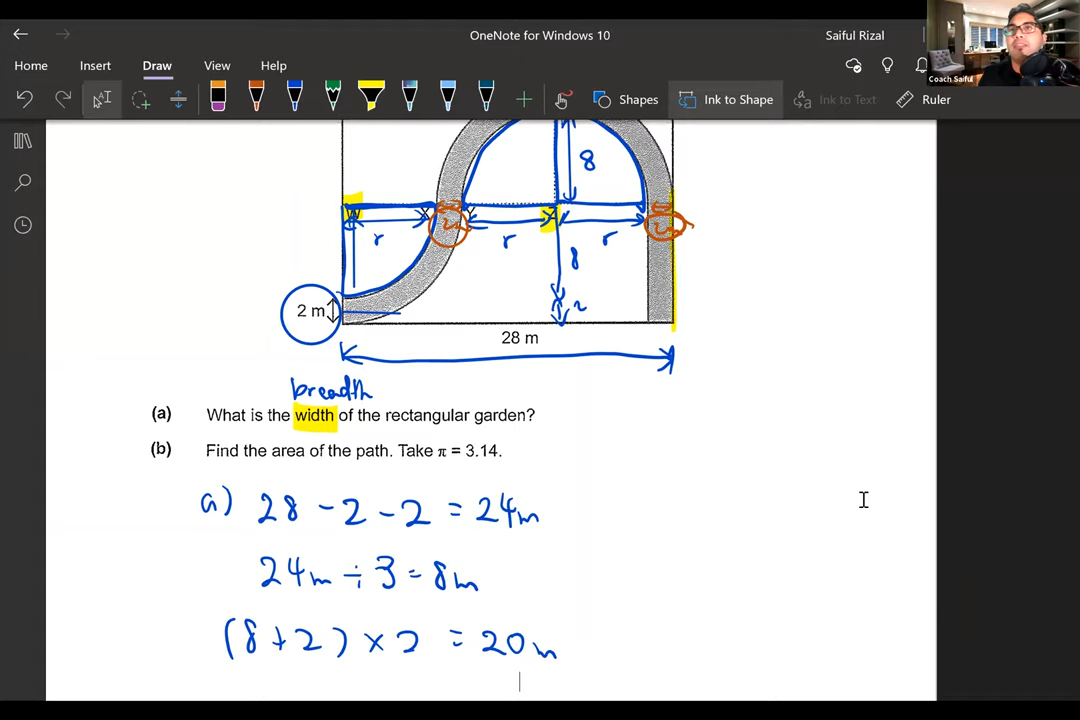 OneNote for Windows 10
Saiful Rizal
Coach Saiful
Home Insert Draw View Help
Shapes Ink to Shape Ink to Text Ruler
8
W X Y
r r r
2m 2m
8
2 m
2
28 m
breadth
(a) What is the width of the rectangular garden?
(b) Find the area of the path. Take π = 3.14.
a) 28 - 2 - 2 = 24m
24m ÷ 3 = 8m
(8+2) × 2 = 20m